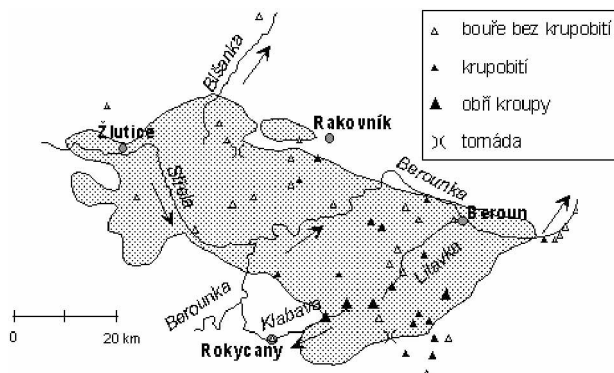 bouře bez krupobití
krupobití
obří kroupy
tornáda
Blšanka
Rakovník
Žlutice
Střela
Berounka
Beroun
Litavka
Berounka
Klabava
Rokycany
0 20 km